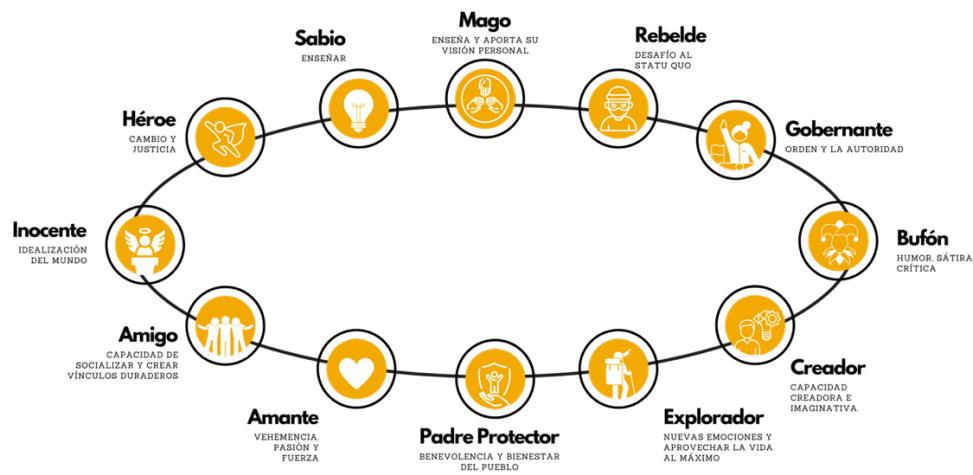 Mago
ENSEÑA Y APORTA SU
VISIÓN PERSONAL
Sabio
ENSEÑAR
Rebelde
DESAFÍO AL
STATU QUO
Héroe
CAMBIO Y
JUSTICIA
Gobernante
ORDEN Y LA AUTORIDAD
Inocente
IDEALIZACIÓN
DEL MUNDO
Bufón
HUMOR, SÁTIRA
CRÍTICA
Amigo
CAPACIDAD DE
SOCIALIZAR Y CREAR
VÍNCULOS DURADEROS
Creador
CAPACIDAD
CREADORA E
IMAGINATIVA.
Amante
VEHEMENCIA,
PASIÓN Y
FUERZA
Padre Protector
BENEVOLENCIA Y BIENESTAR
DEL PUEBLO
Explorador
NUEVAS EMOCIONES Y
APROVECHAR LA VIDA
AL MÁXIMO